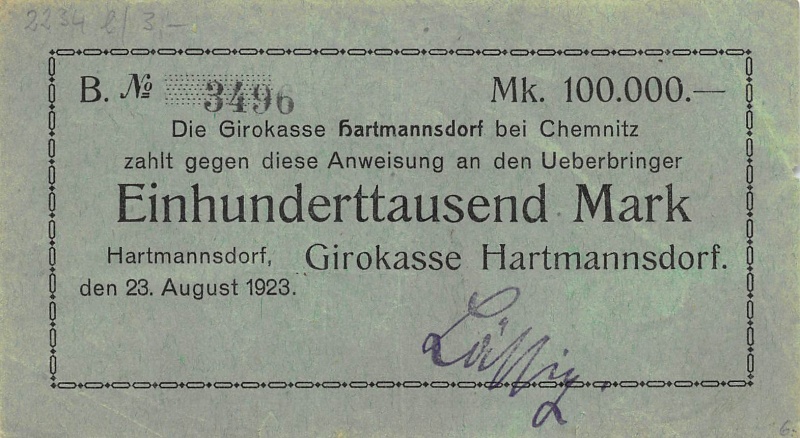 2234 l/ 3,-
B. № 3496 Mk. 100.000.—
Die Girokasse Hartmannsdorf bei Chemnitz
zahlt gegen diese Anweisung an den Ueberbringer
Einhunderttausend Mark
Hartmannsdorf, Girokasse Hartmannsdorf.
den 23. August 1923.
6.